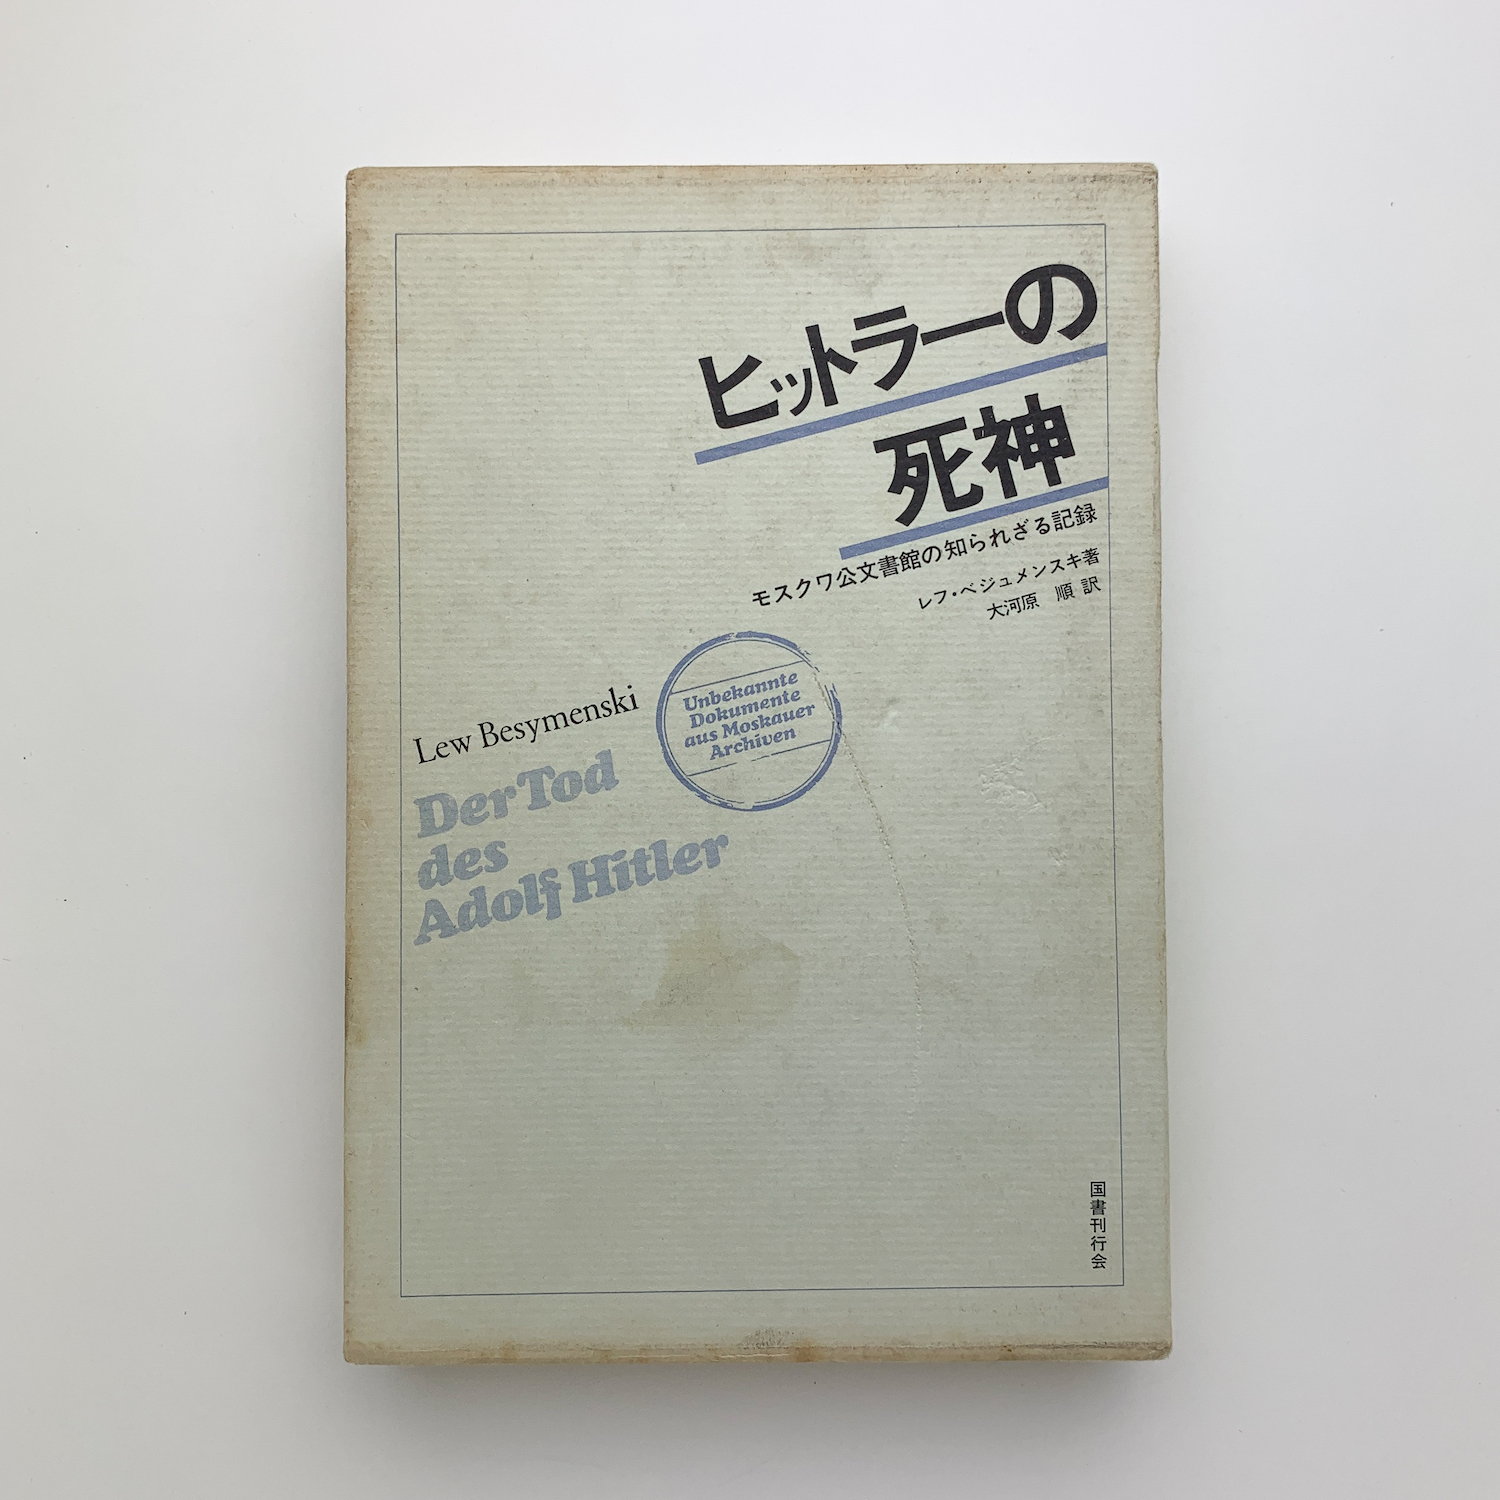 ヒットラーの
死神
モスクワ公文書館の知られざる記録
レフ・ベジュメンスキ著
大河原 順 訳
Lew Besymenski
Der Tod
des
Adolf Hitler
Unbekannte
Dokumente
aus Moskauer
Archiven
国書刊行会